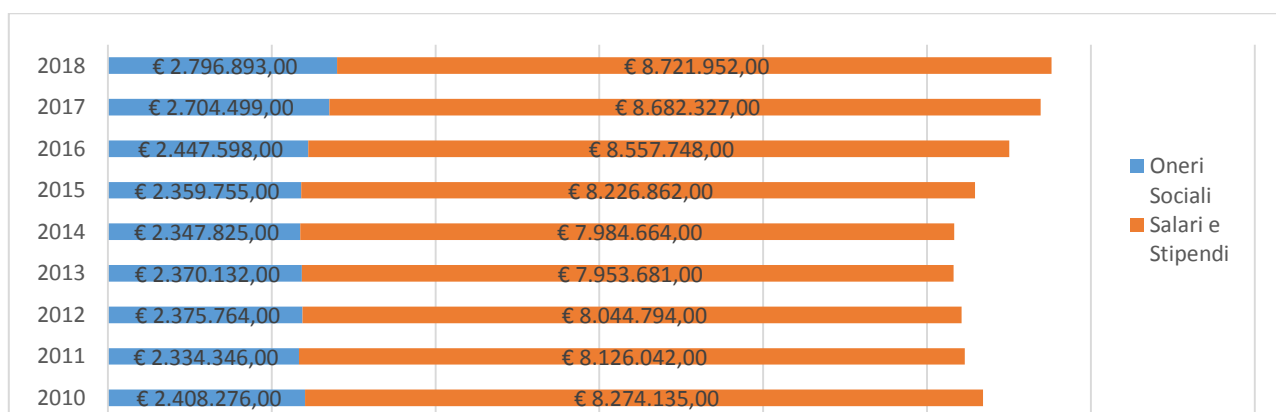 2018 € 2.796.893,00 € 8.721.952,00
2017 € 2.704.499,00 € 8.682.327,00
2016 € 2.447.598,00 € 8.557.748,00
2015 € 2.359.755,00 € 8.226.862,00
2014 € 2.347.825,00 € 7.984.664,00
2013 € 2.370.132,00 € 7.953.681,00
2012 € 2.375.764,00 € 8.044.794,00
2011 € 2.334.346,00 € 8.126.042,00
2010 € 2.408.276,00 € 8.274.135,00
Oneri
Sociali
Salari e
Stipendi